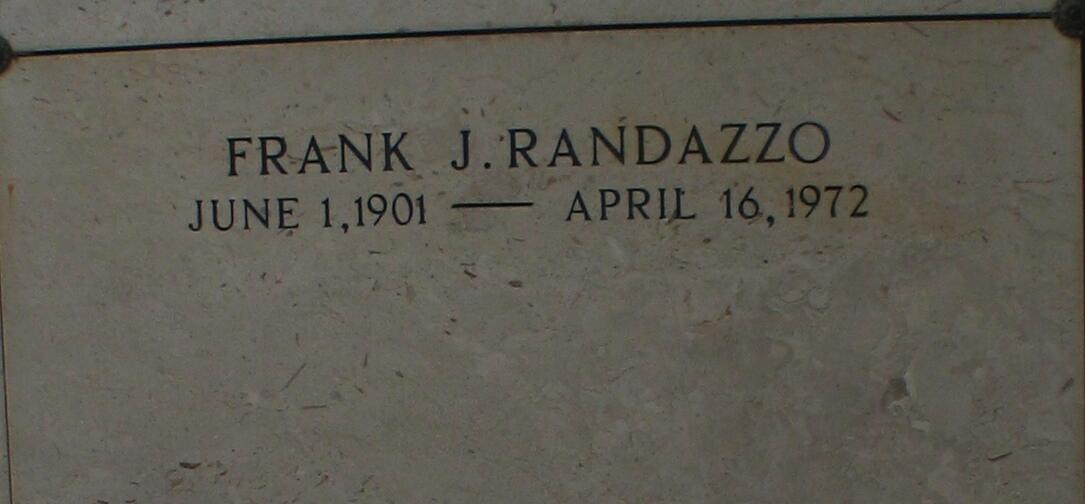 FRANK J. RANDAZZO
JUNE 1, 1901 — APRIL 16, 1972